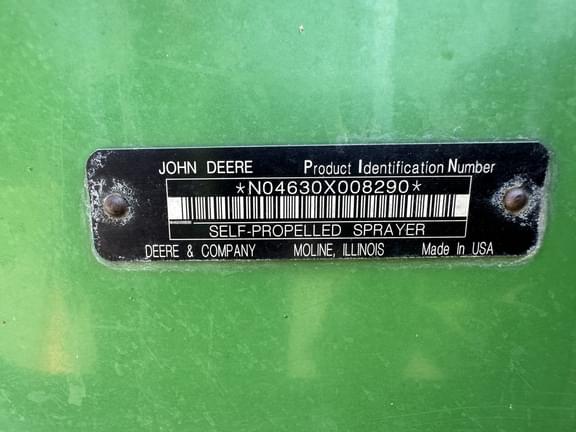 JOHN DEERE Product Identification Number
*N04630X008290*
SELF-PROPELLED SPRAYER
DEERE & COMPANY MOLINE, ILLINOIS Made In USA